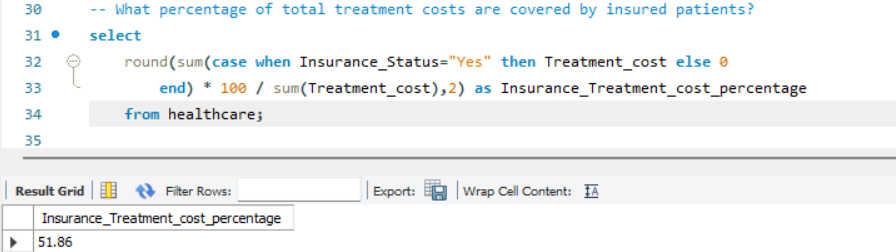 30 -- What percentage of total treatment costs are covered by insured patients?
31 select
32 round(sum(case when Insurance_Status="Yes" then Treatment_cost else 0
33 end) * 100 / sum(Treatment_cost),2) as Insurance_Treatment_cost_percentage
34 from healthcare;
35
Result Grid Filter Rows: Export: Wrap Cell Content: IA
Insurance_Treatment_cost_percentage
51.86